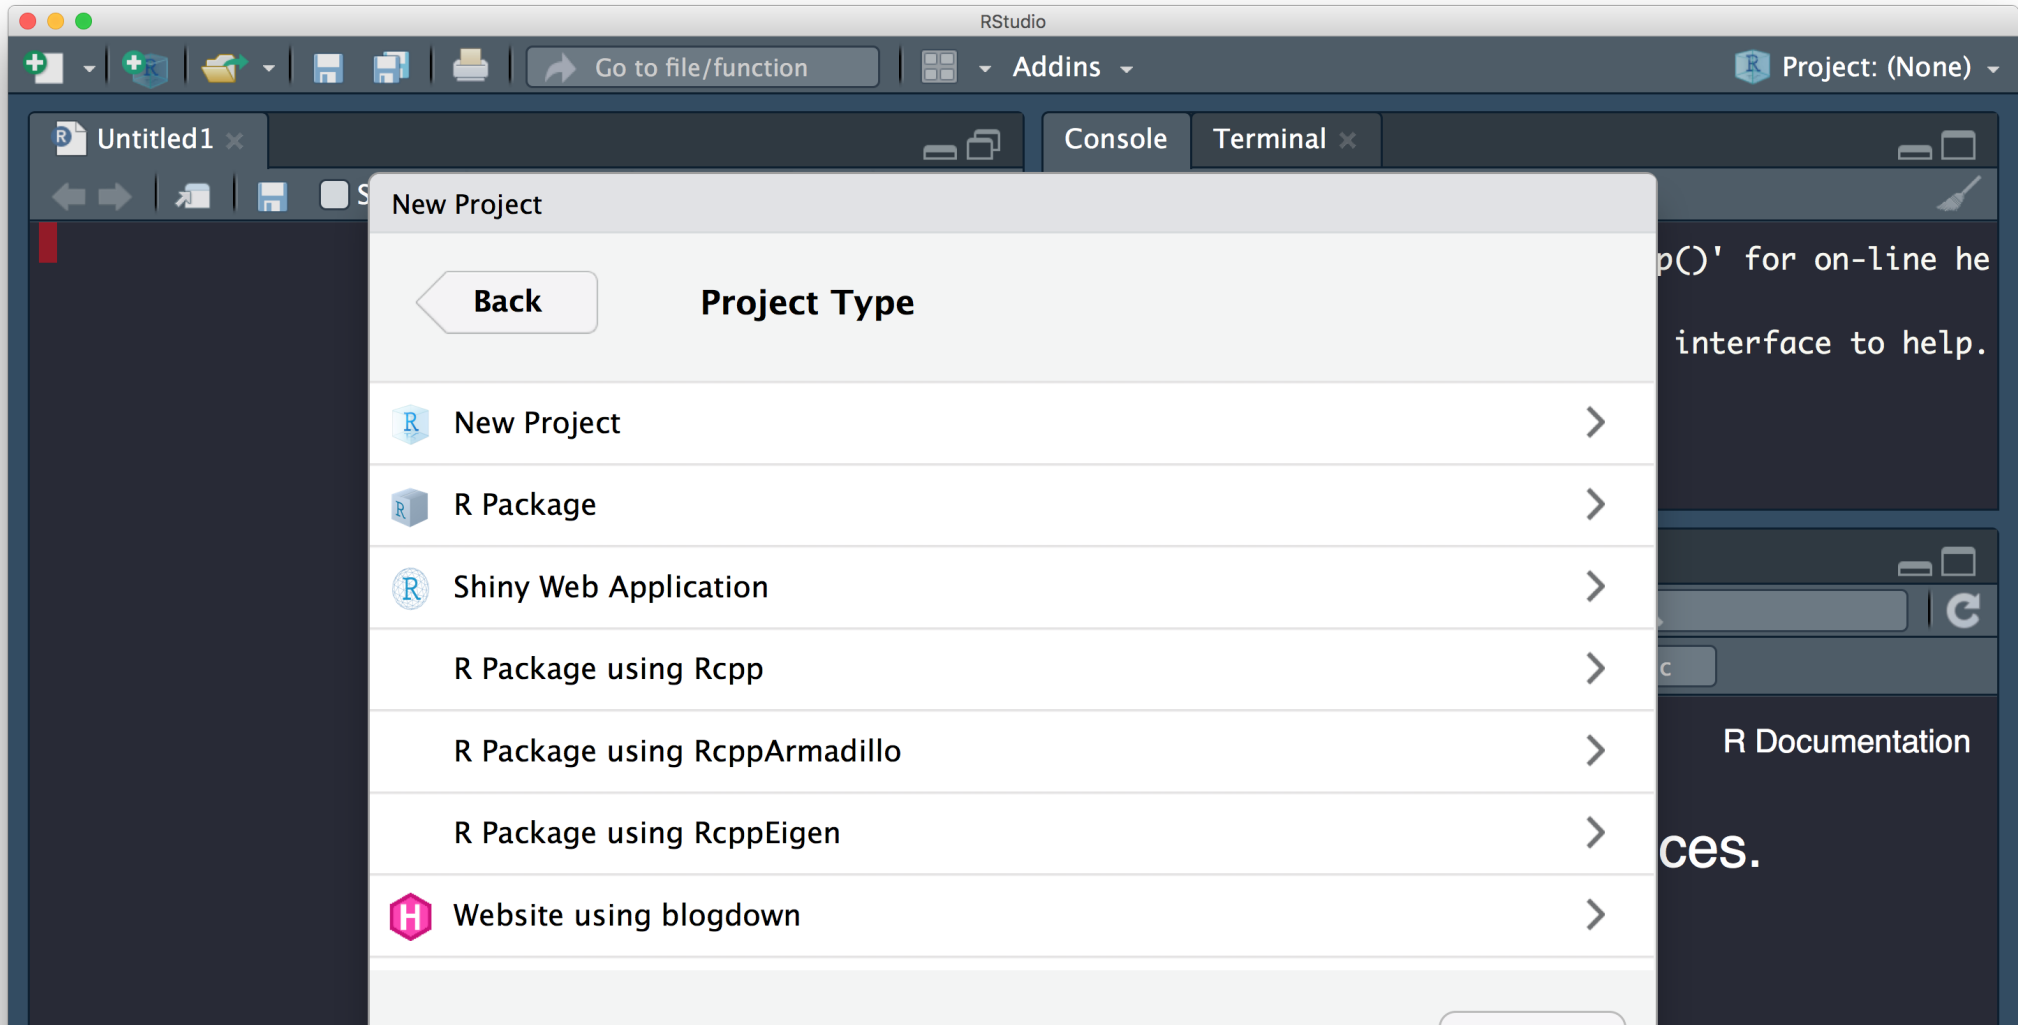 RStudio
Go to file/function
Addins
Project: (None)
Untitled1
Console
Terminal
S
New Project
p()' for on-line he
Back
Project Type
interface to help.
New Project
R Package
Shiny Web Application
R Package using Rcpp
c
R Package using RcppArmadillo
R Documentation
R Package using RcppEigen
ces.
Website using blogdown